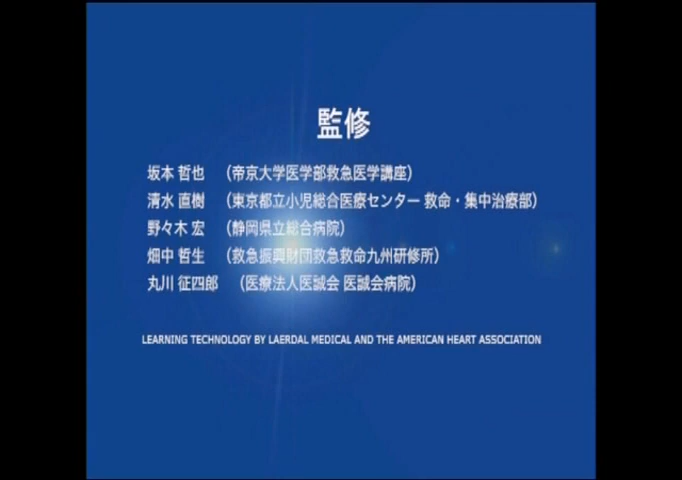 監修
坂本 哲也 （帝京大学医学部救急医学講座）
清水 直樹 （東京都立小児総合医療センター 救命・集中治療部）
野々木 宏 （静岡県立総合病院）
畑中 哲生 （救急振興財団救急救命九州研修所）
丸川 征四郎 （医療法人医誠会 医誠会病院）
LEARNING TECHNOLOGY BY LAERDAL MEDICAL AND THE AMERICAN HEART ASSOCIATION